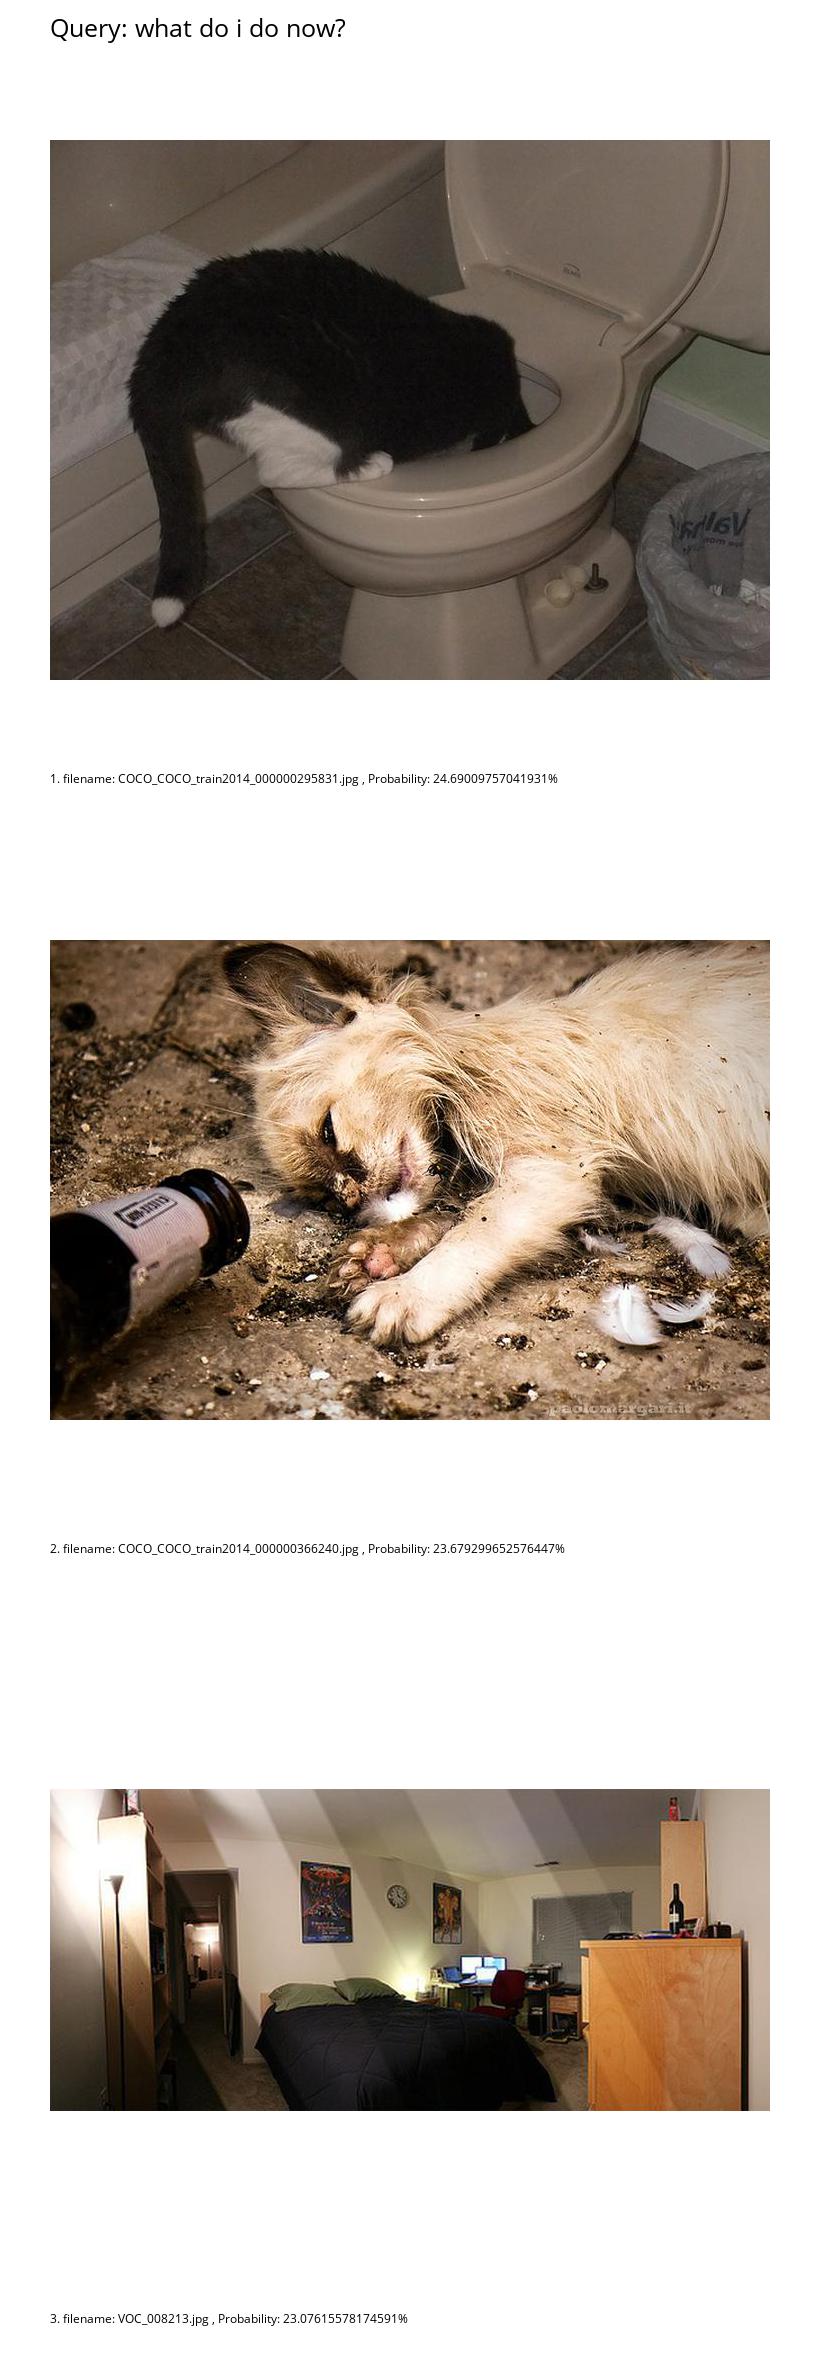 Query: what do i do now?
1. filename: COCO_COCO_train2014_000000295831.jpg , Probability: 24.69009757041931%
paolomargari.it
2. filename: COCO_COCO_train2014_000000366240.jpg , Probability: 23.679299652576447%
3. filename: VOC_008213.jpg , Probability: 23.07615578174591%